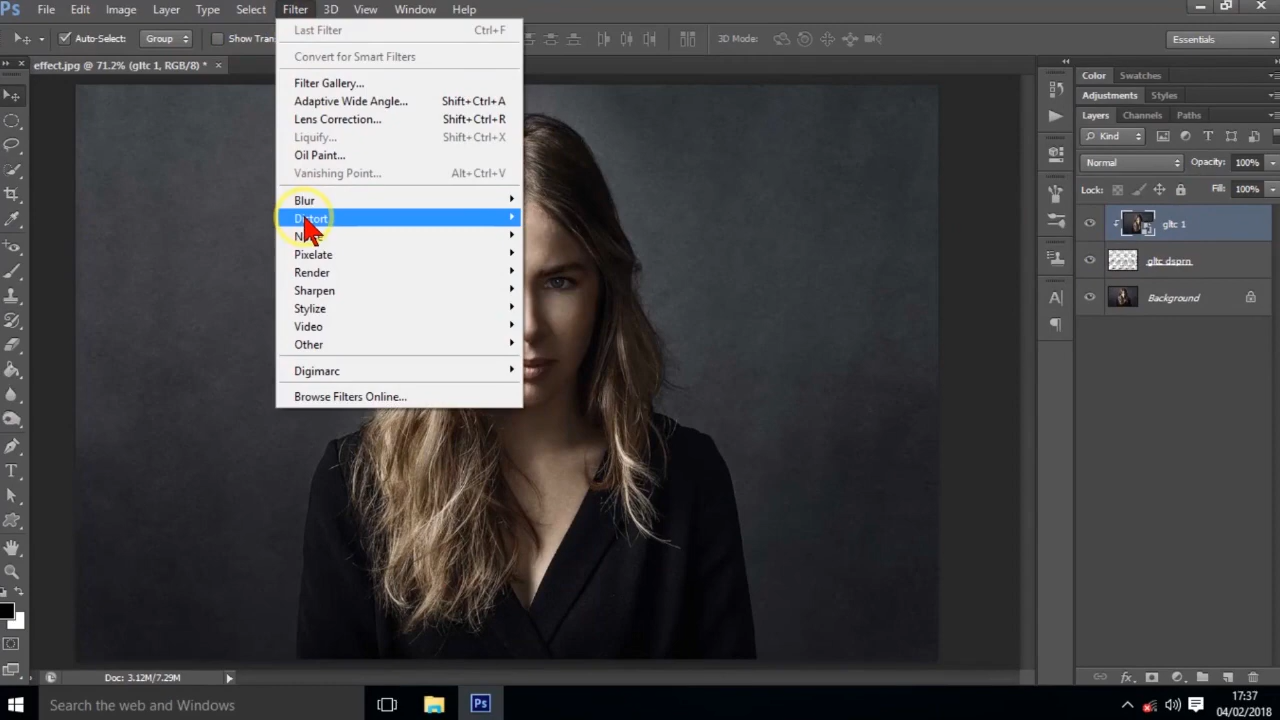 Ps File Edit Image Layer Type Select Filter 3D View Window Help
Auto-Select: Group Show Tran 3D Mode: Essentials
effect.jpg @ 71.2% (gltc 1, RGB/8) * ×
Last Filter Ctrl+F
Convert for Smart Filters
Filter Gallery...
Adaptive Wide Angle... Shift+Ctrl+A
Lens Correction... Shift+Ctrl+R
Liquify... Shift+Ctrl+X
Oil Paint...
Vanishing Point... Alt+Ctrl+V
Blur
Distort
Pixelate
Render
Sharpen
Stylize
Video
Other
Digimarc
Browse Filters Online...
Color Swatches
Adjustments Styles
Layers Channels Paths
Kind
Normal Opacity: 100%
Lock: Fill: 100%
gltc 1
gltc dsprn
Background
Doc: 3.12M/7.29M
Search the web and Windows
Ps
17:37
04/02/2018